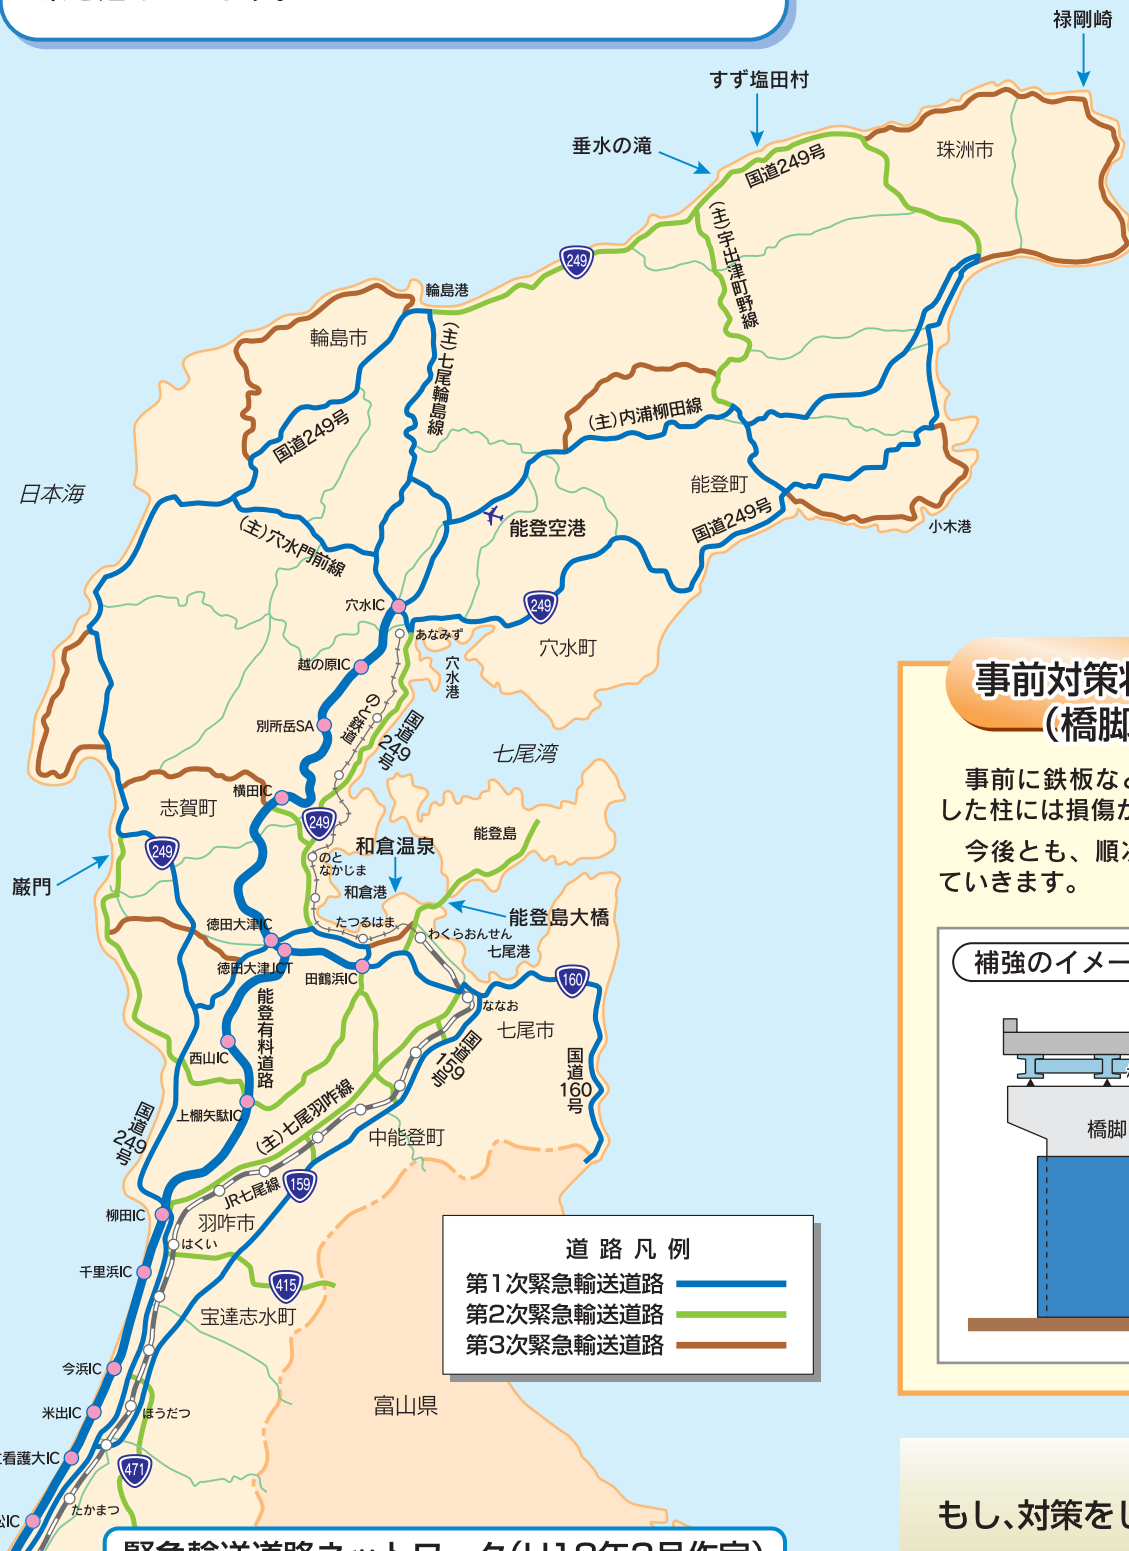 禄剛崎
すず塩田村
垂水の滝
国道249号
珠洲市
(主)宇出津町野線
249
輪島港
輪島市
(主)七尾輪島線
国道249号
(主)内浦柳田線
日本海
能登町
国道249号
小木港
能登空港
(主)穴水門前線
穴水IC
249
あなみず
穴水町
穴水港
越の原IC
のと鉄道
別所岳SA
国道249号
七尾湾
横田IC
志賀町
249
249
能登島
和倉温泉
のとなかじま
巌門
和倉港
能登島大橋
徳田大津IC
たつるはま
わくらおんせん
七尾港
徳田大津JCT
田鶴浜IC
160
能登有料道路
ななお
七尾市
国道159号
国道160号
西山IC
上棚矢駄IC
(主)七尾羽咋線
国道249号
中能登町
JR七尾線
159
柳田IC
羽咋市
はくい
千里浜IC
415
宝達志水町
今浜IC
米出IC
ほうだつ
富山県
看護大IC
471
たかまつ
松IC
道路凡例
第1次緊急輸送道路
第2次緊急輸送道路
第3次緊急輸送道路
事前対策
(橋脚
事前に鉄板など
した柱には損傷が
今後とも、順次
ていきます。
補強のイメー
橋脚
もし、対策をし